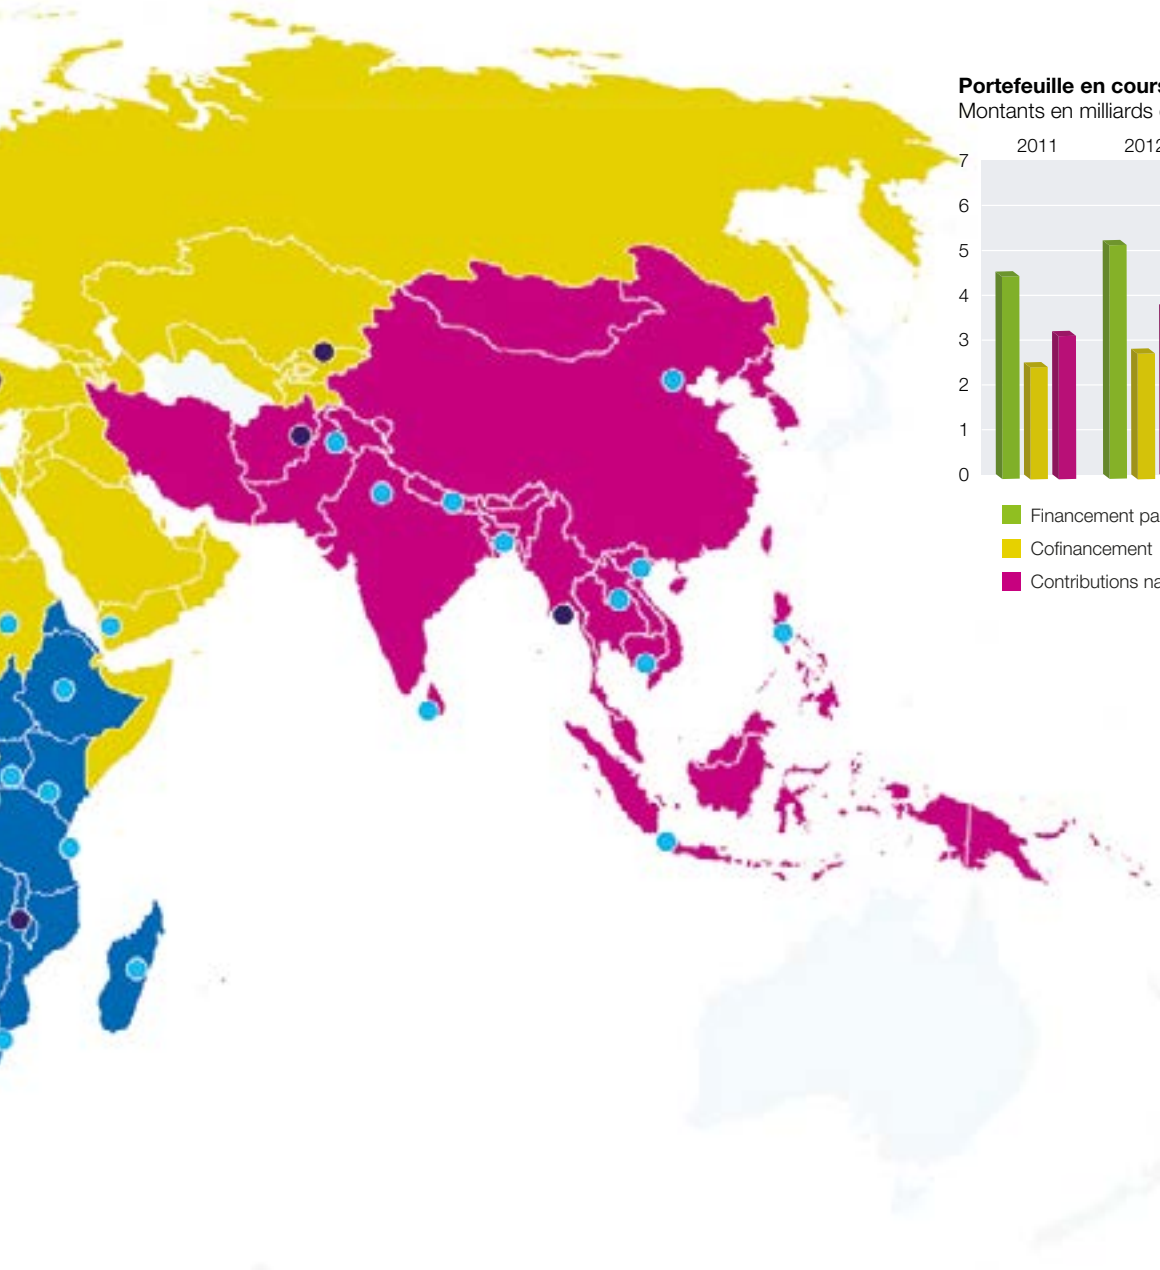 Portefeuille en cours
Montants en milliards
2011 2012
7
6
5
4
3
2
1
0
Financement pa
Cofinancement
Contributions na